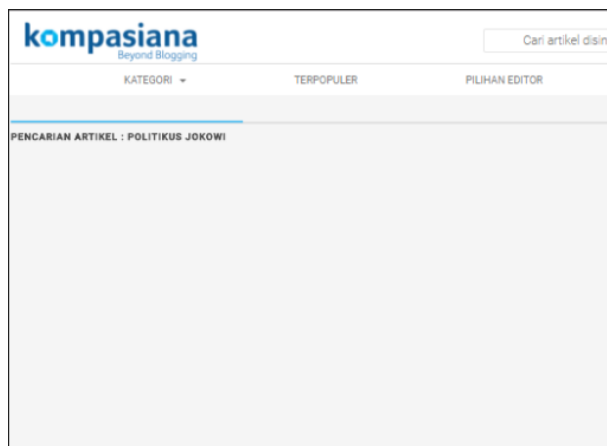 kompasiana
Beyond Blogging
Cari artikel disin
KATEGORI TERPOPULER PILIHAN EDITOR
PENCARIAN ARTIKEL : POLITIKUS JOKOWI